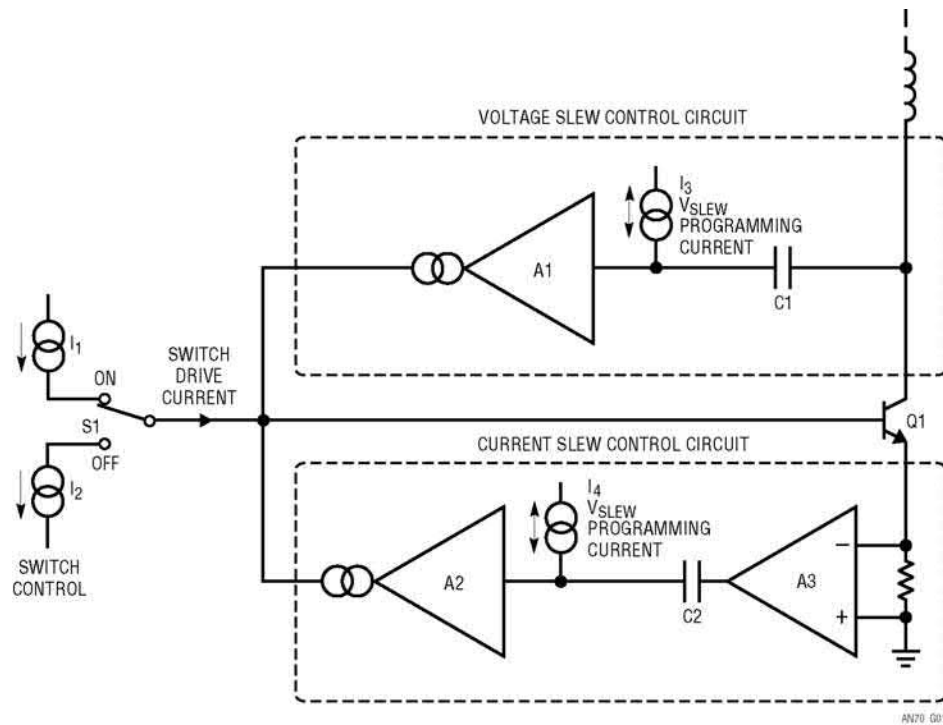 VOLTAGE SLEW CONTROL CIRCUIT
I3
VSLEW
PROGRAMMING
CURRENT
A1
C1
I1
ON
S1
OFF
I2
SWITCH
CONTROL
SWITCH
DRIVE
CURRENT
Q1
CURRENT SLEW CONTROL CIRCUIT
I4
VSLEW
PROGRAMMING
CURRENT
A2
C2
A3
−
+